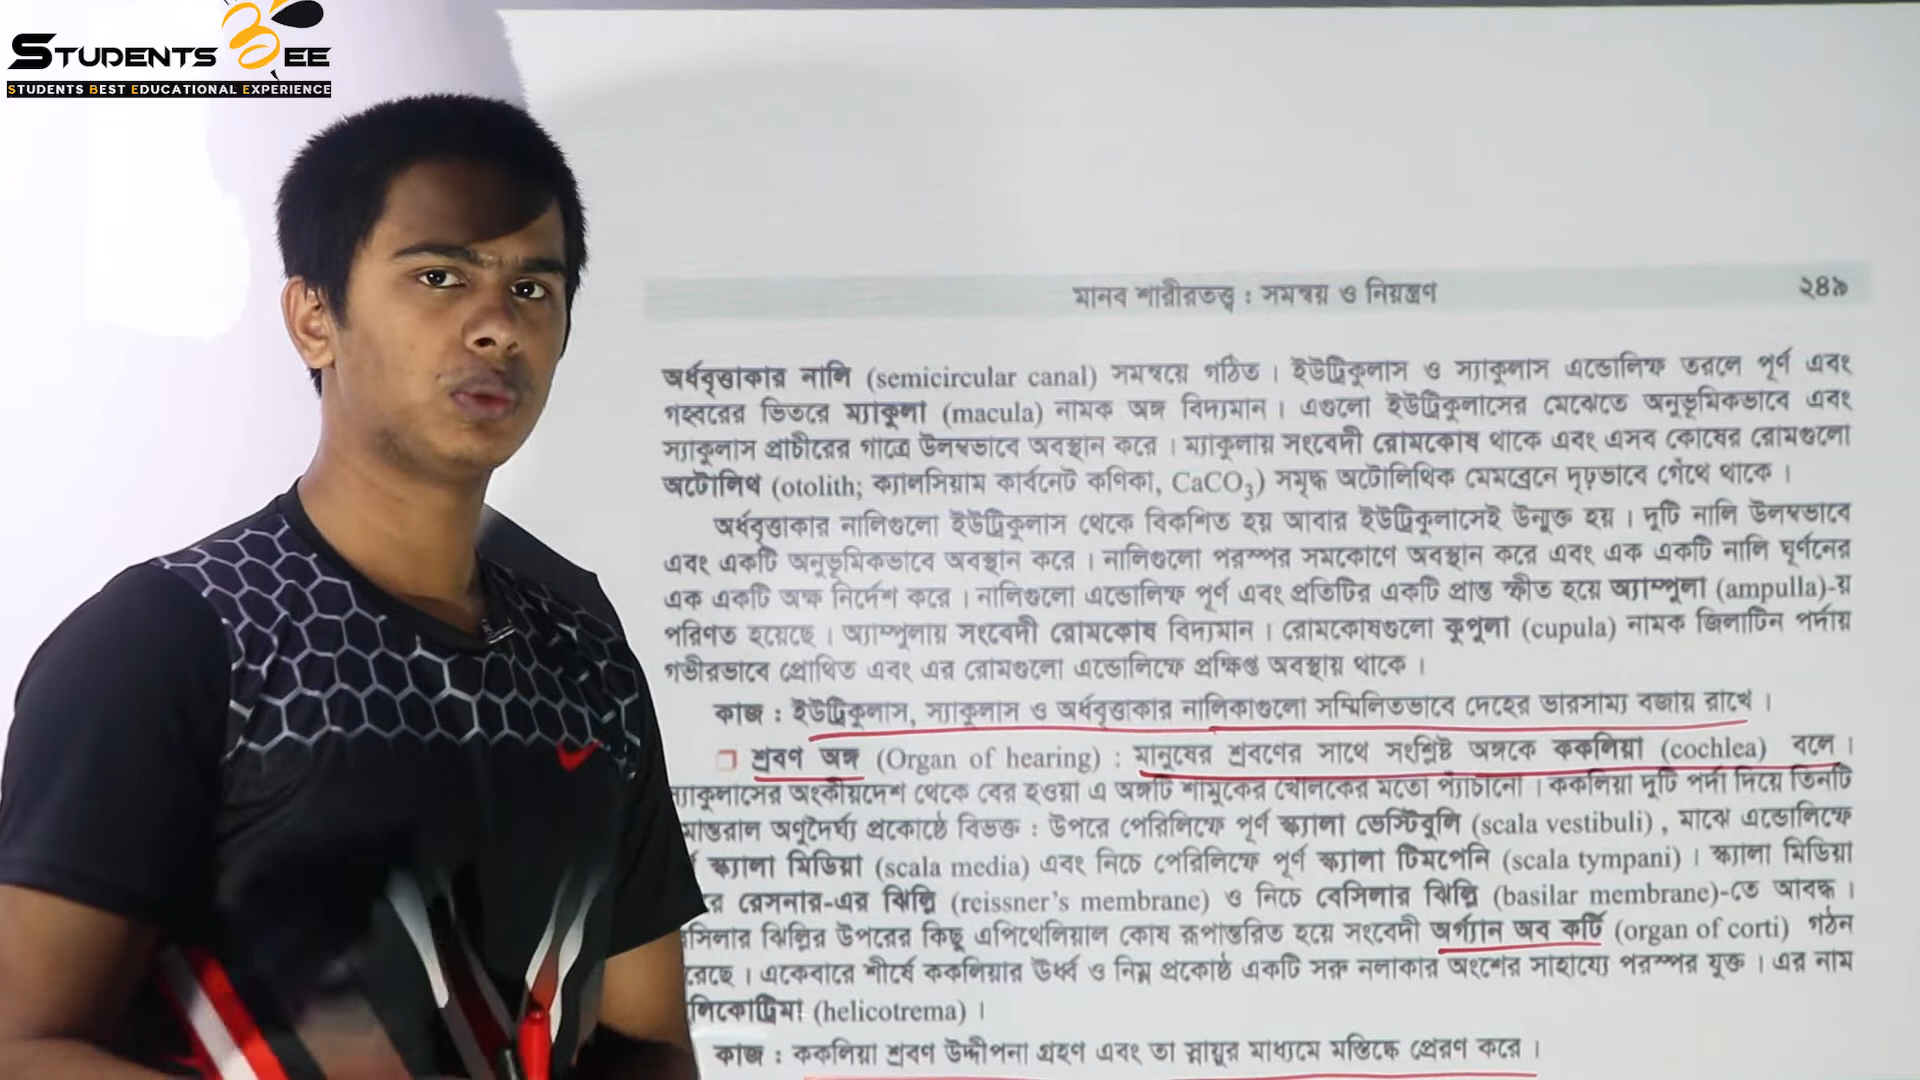 STUDENTS BEE
STUDENTS BEST EDUCATIONAL EXPERIENCE
মানব শারীরতত্ত্ব : সমন্বয় ও নিয়ন্ত্রণ ২৪৯
অর্ধবৃত্তাকার নালি (semicircular canal) সমন্বয়ে গঠিত। ইউট্রিকুলাস ও স্যাকুলাস এন্ডোলিম্ফ তরলে পূর্ণ এবং
গহ্বরের ভিতরে ম্যাকুলা (macula) নামক অঙ্গ বিদ্যমান। এগুলো ইউট্রিকুলাসের মেঝেতে অনুভূমিকভাবে এবং
স্যাকুলাস প্রাচীরের গাত্রে উলম্বভাবে অবস্থান করে। ম্যাকুলায় সংবেদী রোমকোষ থাকে এবং এসব কোষের রোমগুলো
অটোলিথ (otolith; ক্যালসিয়াম কার্বনেট কণিকা, CaCO₃) সমৃদ্ধ অটোলিথিক মেমব্রেনে দৃঢ়ভাবে গেঁথে থাকে।
অর্ধবৃত্তাকার নালিগুলো ইউট্রিকুলাস থেকে বিকশিত হয় আবার ইউট্রিকুলাসেই উন্মুক্ত হয়। দুটি নালি উলম্বভাবে
এবং একটি অনুভূমিকভাবে অবস্থান করে। নালিগুলো পরস্পর সমকোণে অবস্থান করে এবং এক একটি নালি ঘূর্ণনের
এক একটি অক্ষ নির্দেশ করে। নালিগুলো এন্ডোলিম্ফ পূর্ণ এবং প্রতিটির একটি প্রান্ত স্ফীত হয়ে অ্যাম্পুলা (ampulla)-য়
পরিণত হয়েছে। অ্যাম্পুলায় সংবেদী রোমকোষ বিদ্যমান। রোমকোষগুলো কুপুলা (cupula) নামক জিলাটিন পর্দায়
গভীরভাবে প্রোথিত এবং এর রোমগুলো এন্ডোলিম্ফে প্রক্ষিপ্ত অবস্থায় থাকে।
কাজ : ইউট্রিকুলাস, স্যাকুলাস ও অর্ধবৃত্তাকার নালিকাগুলো সম্মিলিতভাবে দেহের ভারসাম্য বজায় রাখে।
❑ শ্রবণ অঙ্গ (Organ of hearing) : মানুষের শ্রবণের সাথে সংশ্লিষ্ট অঙ্গকে ককলিয়া (cochlea) বলে।
্যাকুলাসের অংকীয়দেশ থেকে বের হওয়া এ অঙ্গটি শামুকের খোলকের মতো প্যাঁচানো। ককলিয়া দুটি পর্দা দিয়ে তিনটি
মান্তরাল অণুদৈর্ঘ্য প্রকোষ্ঠে বিভক্ত : উপরে পেরিলিম্ফে পূর্ণ স্ক্যালা ভেস্টিবুলি (scala vestibuli), মাঝে এন্ডোলিম্ফে
স্ক্যালা মিডিয়া (scala media) এবং নিচে পেরিলিম্ফে পূর্ণ স্ক্যালা টিমপেনি (scala tympani)। স্ক্যালা মিডিয়া
রে রেসনার-এর ঝিল্লি (reissner's membrane) ও নিচে বেসিলার ঝিল্লি (basilar membrane)-তে আবদ্ধ।
সিলার ঝিল্লির উপরের কিছু এপিথেলিয়াল কোষ রূপান্তরিত হয়ে সংবেদী অর্গ্যান অব কর্টি (organ of corti) গঠন
রেছে। একেবারে শীর্ষে ককলিয়ার ঊর্ধ্ব ও নিম্ন প্রকোষ্ঠ একটি সরু নলাকার অংশের সাহায্যে পরস্পর যুক্ত। এর নাম
লিকোট্রিমা (helicotrema)।
কাজ : ককলিয়া শ্রবণ উদ্দীপনা গ্রহণ এবং তা স্নায়ুর মাধ্যমে মস্তিষ্কে প্রেরণ করে।